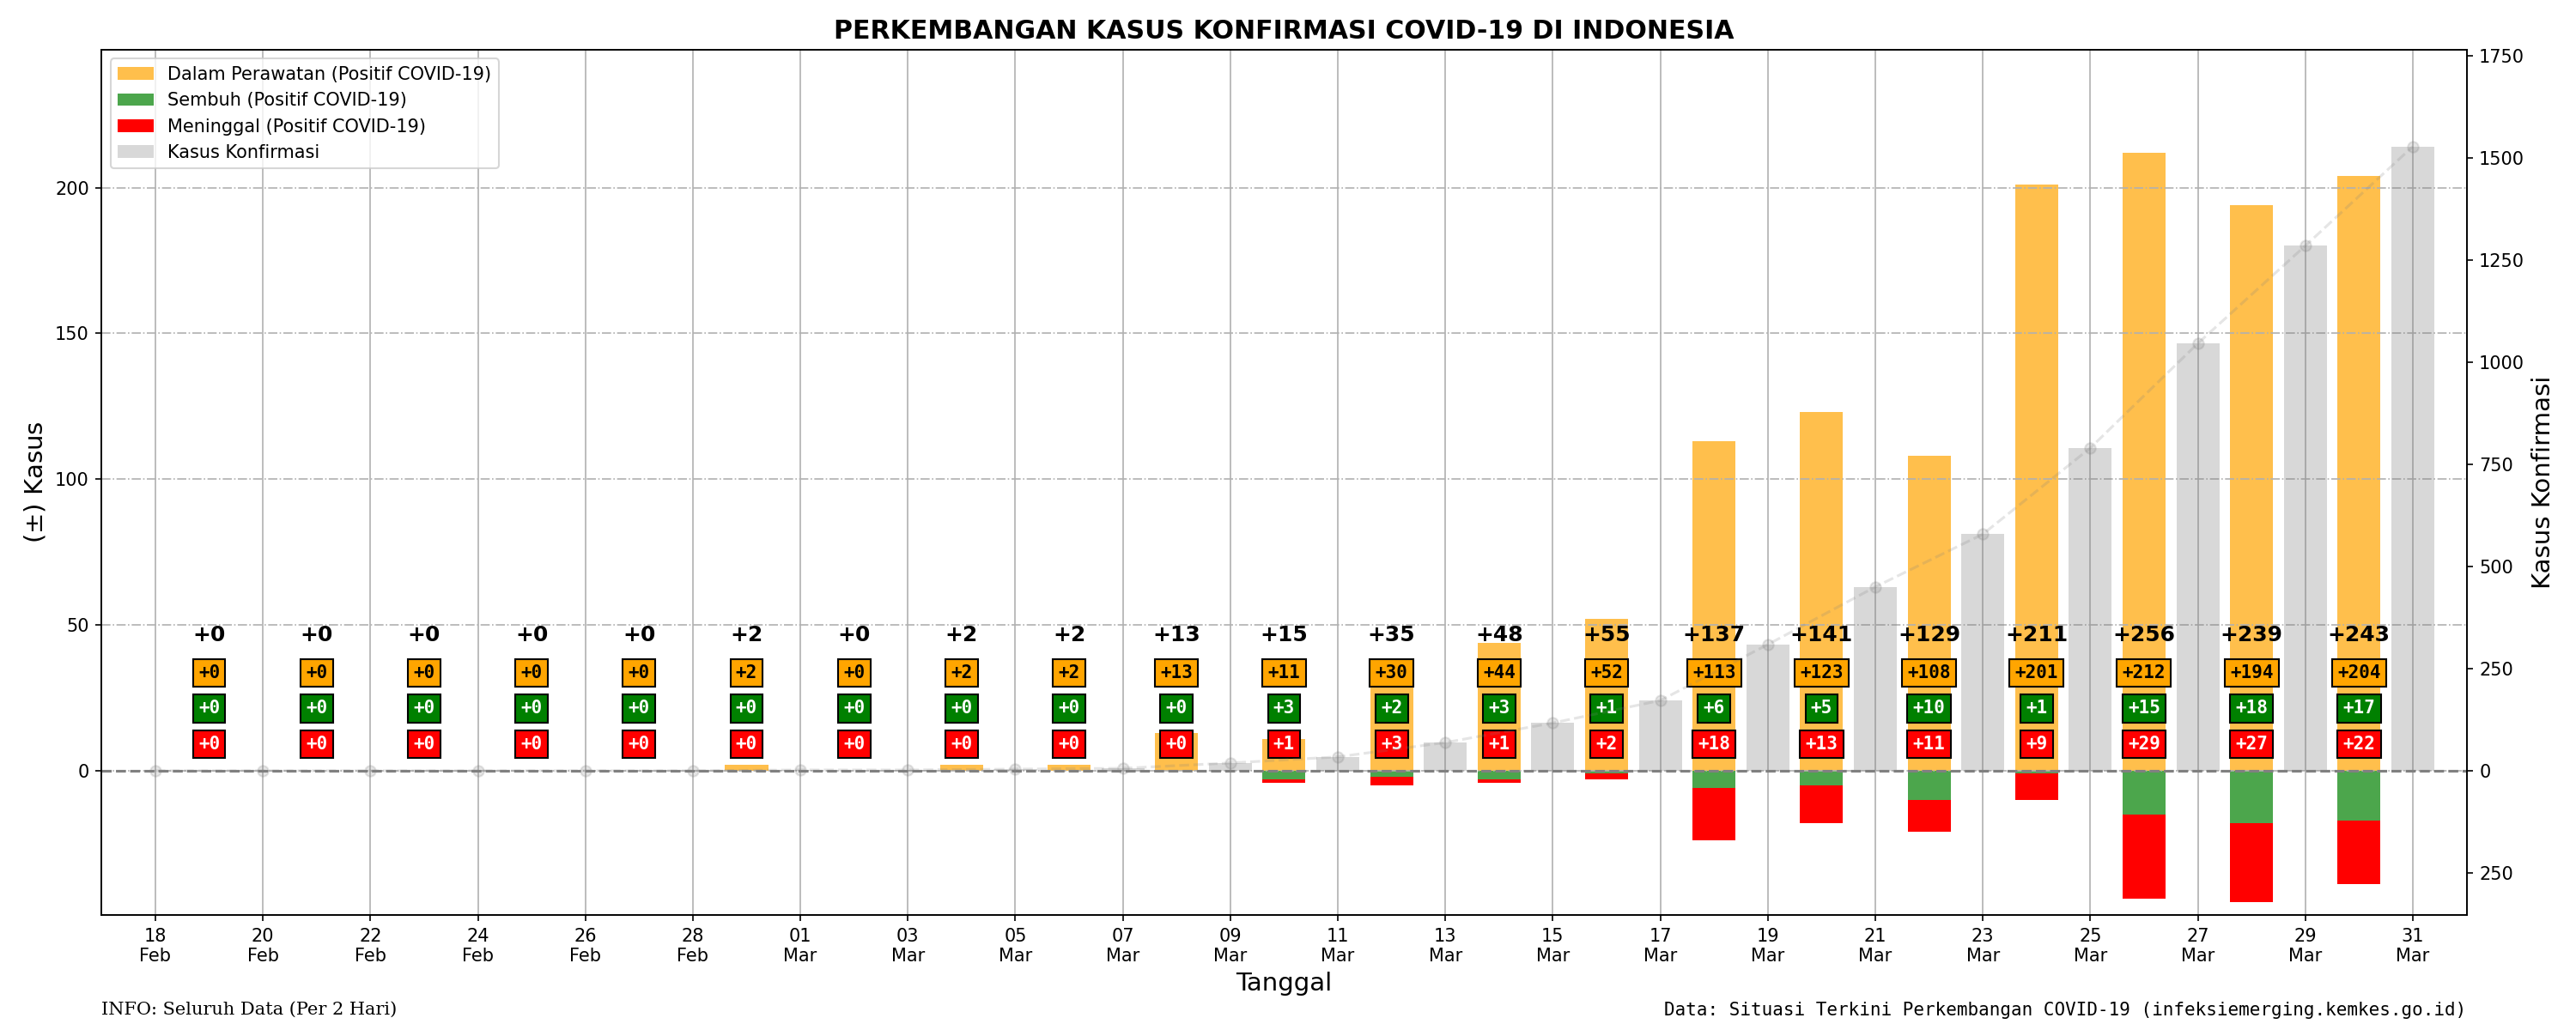 PERKEMBANGAN KASUS KONFIRMASI COVID-19 DI INDONESIA
Dalam Perawatan (Positif COVID-19)
Sembuh (Positif COVID-19)
Meninggal (Positif COVID-19)
Kasus Konfirmasi
(±) Kasus
200
150
100
50
0
1750
1500
1250
1000
750
500
250
0
250
Kasus Konfirmasi
+0 +0 +0 +0 +0 +2 +0 +2 +2 +13 +15 +35 +48 +55 +137 +141 +129 +211 +256 +239 +243
+0 +0 +0 +0 +0 +2 +0 +2 +2 +13 +11 +30 +44 +52 +113 +123 +108 +201 +212 +194 +204
+0 +0 +0 +0 +0 +0 +0 +0 +0 +0 +3 +2 +3 +1 +6 +5 +10 +1 +15 +18 +17
+0 +0 +0 +0 +0 +0 +0 +0 +0 +0 +1 +3 +1 +2 +18 +13 +11 +9 +29 +27 +22
18 20 22 24 26 28 01 03 05 07 09 11 13 15 17 19 21 23 25 27 29 31
Feb Feb Feb Feb Feb Feb Mar Mar Mar Mar Mar Mar Mar Mar Mar Mar Mar Mar Mar Mar Mar Mar
Tanggal
INFO: Seluruh Data (Per 2 Hari)
Data: Situasi Terkini Perkembangan COVID-19 (infeksiemerging.kemkes.go.id)